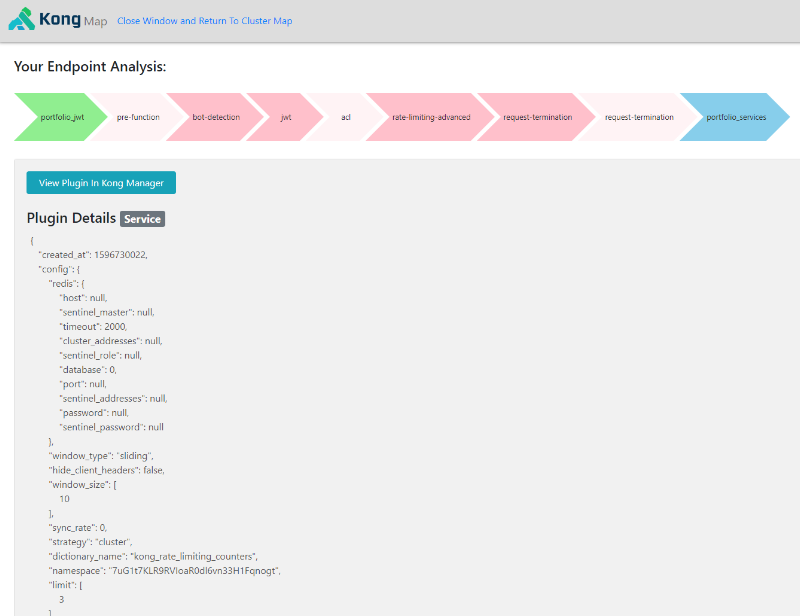 Kong Map Close Window and Return To Cluster Map
Your Endpoint Analysis:
portfolio_jwt pre-function bot-detection jwt acl rate-limiting-advanced request-termination request-termination portfolio_services
View Plugin In Kong Manager
Plugin Details Service
{
"created_at": 1596730022,
"config": {
"redis": {
"host": null,
"sentinel_master": null,
"timeout": 2000,
"cluster_addresses": null,
"sentinel_role": null,
"database": 0,
"port": null,
"sentinel_addresses": null,
"password": null,
"sentinel_password": null
},
"window_type": "sliding",
"hide_client_headers": false,
"window_size": [
10
],
"sync_rate": 0,
"strategy": "cluster",
"dictionary_name": "kong_rate_limiting_counters",
"namespace":
"limit": [
3
]